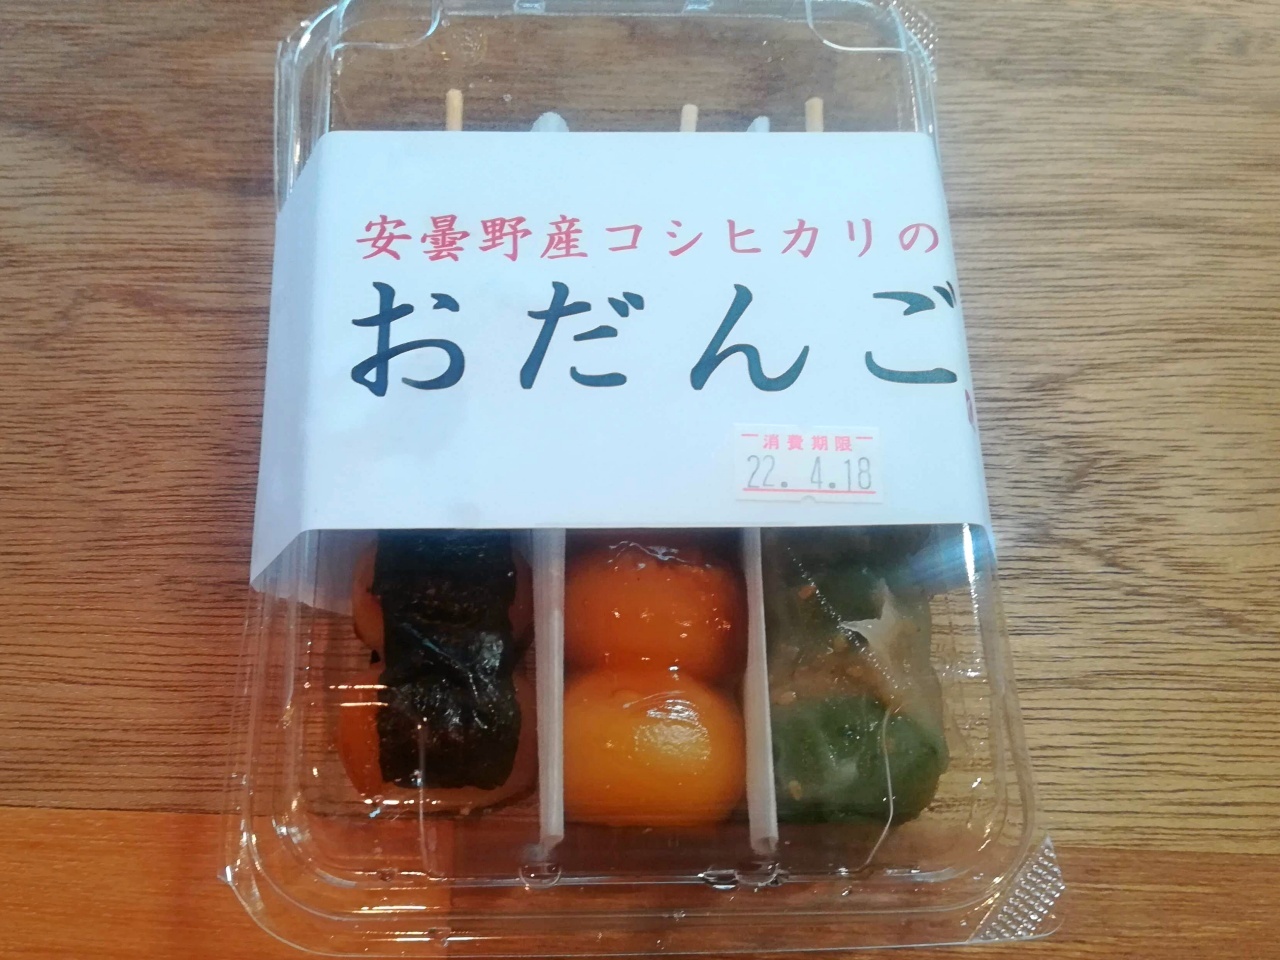 安曇野産コシヒカリの
おだんご
消費期限
22. 4.18